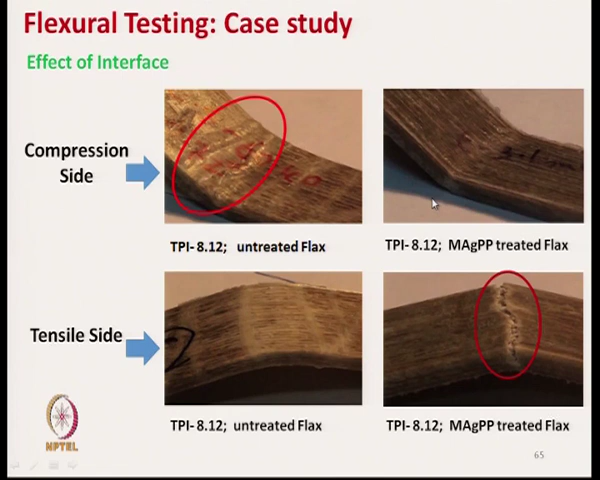 Flexural Testing: Case study
Effect of Interface
Compression
Side
TPI- 8.12; untreated Flax
TPI- 8.12; MAgPP treated Flax
Tensile Side
TPI- 8.12; untreated Flax
TPI- 8.12; MAgPP treated Flax
NPTEL
65